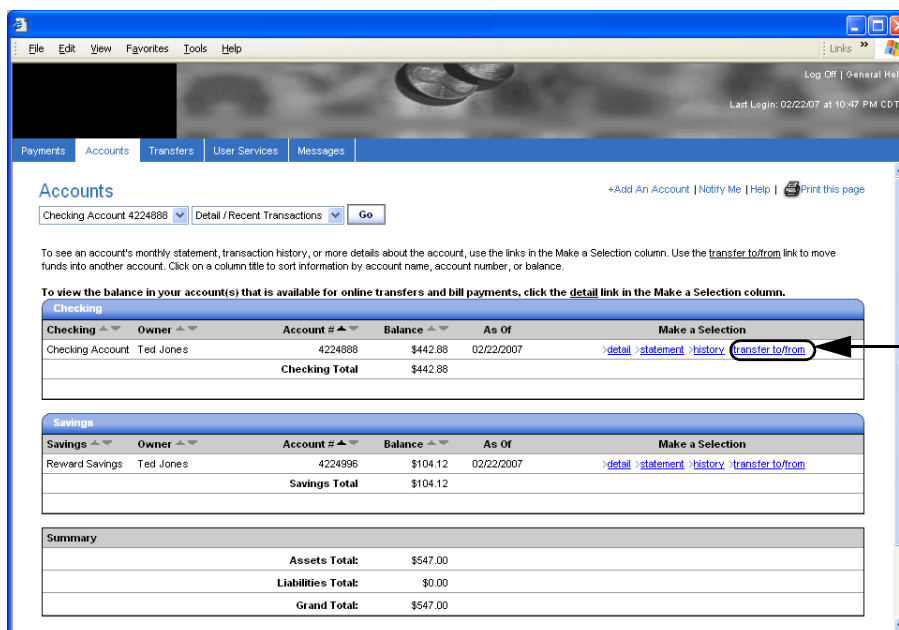 File Edit View Favorites Tools Help Links »
Log Off | General Hel
Last Login: 02/22/07 at 10:47 PM CDT
Payments Accounts Transfers User Services Messages
Accounts +Add An Account | Notify Me | Help | Print this page
Checking Account 4224888 Detail / Recent Transactions Go
To see an account's monthly statement, transaction history, or more details about the account, use the links in the Make a Selection column. Use the transfer to/from link to move
funds into another account. Click on a column title to sort information by account name, account number, or balance.
To view the balance in your account(s) that is available for online transfers and bill payments, click the detail link in the Make a Selection column.
Checking
Checking Owner Account # Balance As Of Make a Selection
Checking Account Ted Jones 4224888 $442.88 02/22/2007 >detail >statement >history transfer to/from
Checking Total $442.88
Savings
Savings Owner Account # Balance As Of Make a Selection
Reward Savings Ted Jones 4224996 $104.12 02/22/2007 >detail >statement >history >transfer to/from
Savings Total $104.12
Summary
Assets Total: $547.00
Liabilities Total: $0.00
Grand Total: $547.00